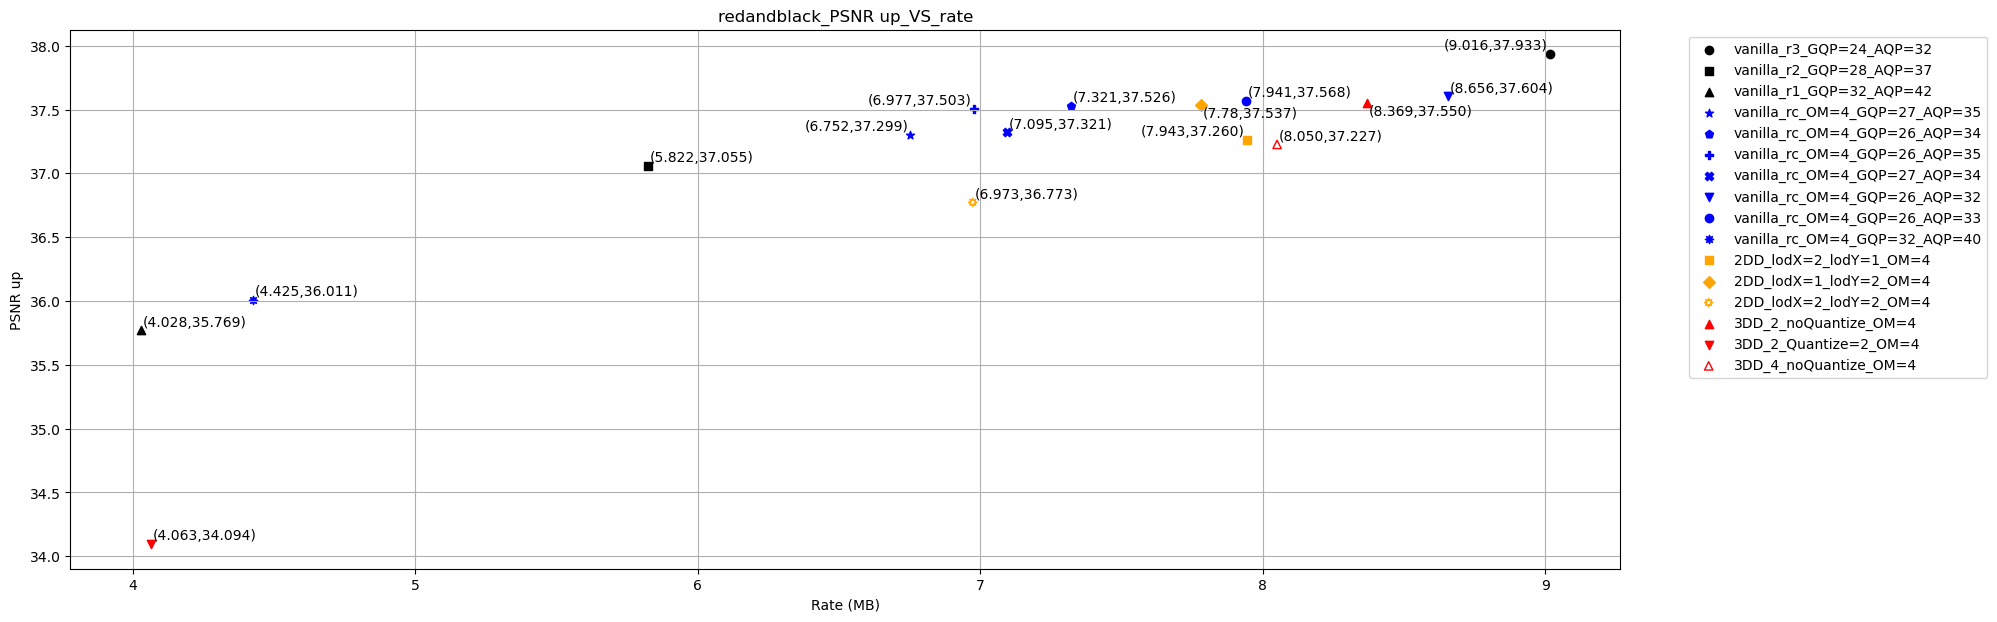 redandblack_PSNR up_VS_rate
38.0
37.5
37.0
36.5
36.0
35.5
35.0
34.5
34.0
PSNR up
(9.016,37.933)
(8.656,37.604)
(7.941,37.568)
(7.321,37.526)
(6.977,37.503)
(8.369,37.550)
(7.78,37.537)
(7.095,37.321)
(6.752,37.299)
(7.943,37.260)
(8.050,37.227)
(5.822,37.055)
(6.973,36.773)
(4.425,36.011)
(4.028,35.769)
(4.063,34.094)
4
5
6
7
8
9
Rate (MB)
vanilla_r3_GQP=24_AQP=32
vanilla_r2_GQP=28_AQP=37
vanilla_r1_GQP=32_AQP=42
vanilla_rc_OM=4_GQP=27_AQP=35
vanilla_rc_OM=4_GQP=26_AQP=34
vanilla_rc_OM=4_GQP=26_AQP=35
vanilla_rc_OM=4_GQP=27_AQP=34
vanilla_rc_OM=4_GQP=26_AQP=32
vanilla_rc_OM=4_GQP=26_AQP=33
vanilla_rc_OM=4_GQP=32_AQP=40
2DD_lodX=2_lodY=1_OM=4
2DD_lodX=1_lodY=2_OM=4
2DD_lodX=2_lodY=2_OM=4
3DD_2_noQuantize_OM=4
3DD_2_Quantize=2_OM=4
3DD_4_noQuantize_OM=4